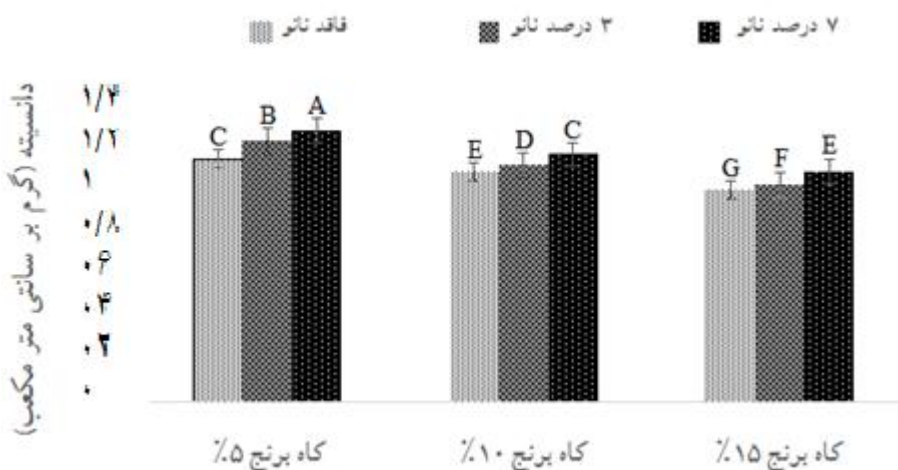 فاقد نانو ۳ درصد نانو ۷ درصد نانو
دانسیته (گرم بر سانتی متر مکعب)
۱/۴
۱/۲
۱
۰/۸
۰.۶
۰.۴
۰.۲
۰
C B A
E D C
G F E
کاه برنج ۵٪ کاه برنج ۱۰٪ کاه برنج ۱۵٪